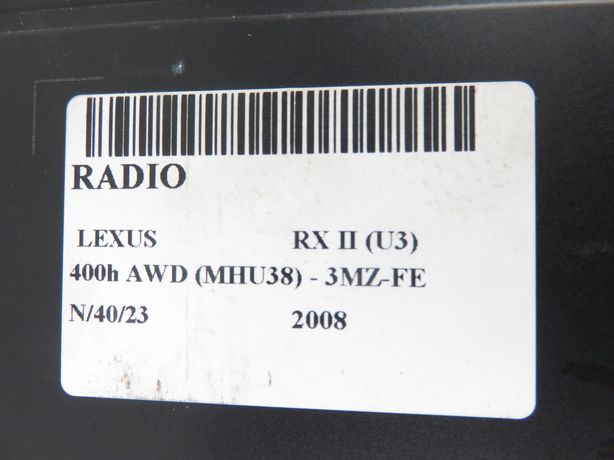 RADIO
LEXUS RX II (U3)
400h AWD (MHU38) - 3MZ-FE
N/40/23 2008